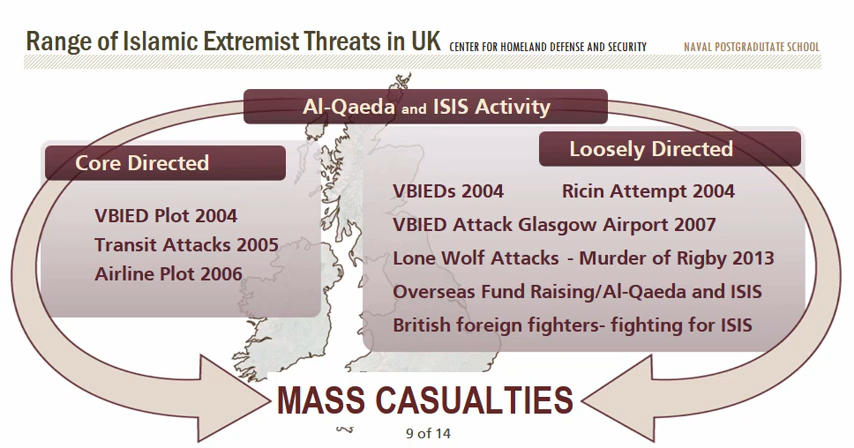 Range of Islamic Extremist Threats in UK CENTER FOR HOMELAND DEFENSE AND SECURITY NAVAL POSTGRADUTATE SCHOOL
Al-Qaeda and ISIS Activity
Core Directed
VBIED Plot 2004
Transit Attacks 2005
Airline Plot 2006
Loosely Directed
VBIEDs 2004 Ricin Attempt 2004
VBIED Attack Glasgow Airport 2007
Lone Wolf Attacks - Murder of Rigby 2013
Overseas Fund Raising/Al-Qaeda and ISIS
British foreign fighters- fighting for ISIS
MASS CASUALTIES
9 of 14